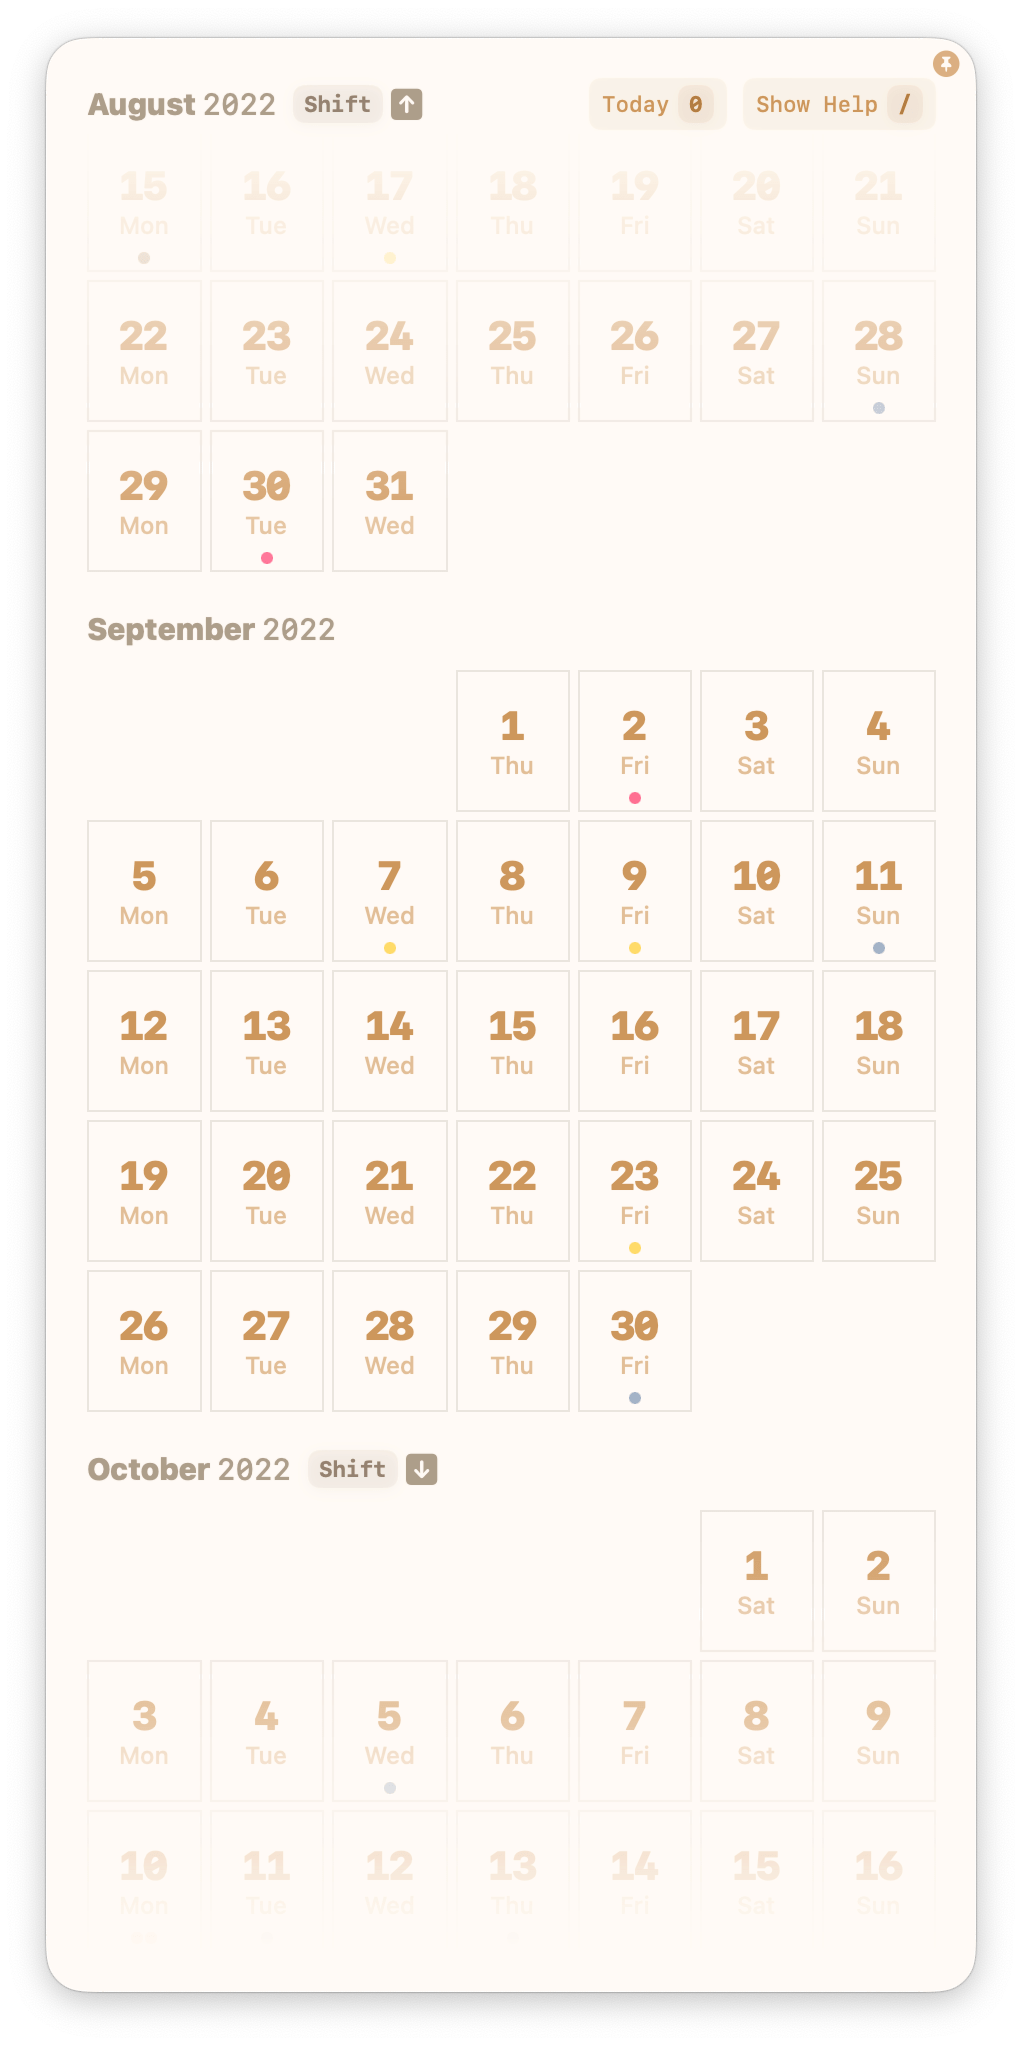 August 2022 Shift ↑ Today 0 Show Help /
15 16 17 18 19 20 21
Mon Tue Wed Thu Fri Sat Sun
22 23 24 25 26 27 28
Mon Tue Wed Thu Fri Sat Sun
29 30 31
Mon Tue Wed
September 2022
1 2 3 4
Thu Fri Sat Sun
5 6 7 8 9 10 11
Mon Tue Wed Thu Fri Sat Sun
12 13 14 15 16 17 18
Mon Tue Wed Thu Fri Sat Sun
19 20 21 22 23 24 25
Mon Tue Wed Thu Fri Sat Sun
26 27 28 29 30
Mon Tue Wed Thu Fri
October 2022 Shift ↓
1 2
Sat Sun
3 4 5 6 7 8 9
Mon Tue Wed Thu Fri Sat Sun
10 11 12 13 14 15 16
Mon Tue Wed Thu Fri Sat Sun